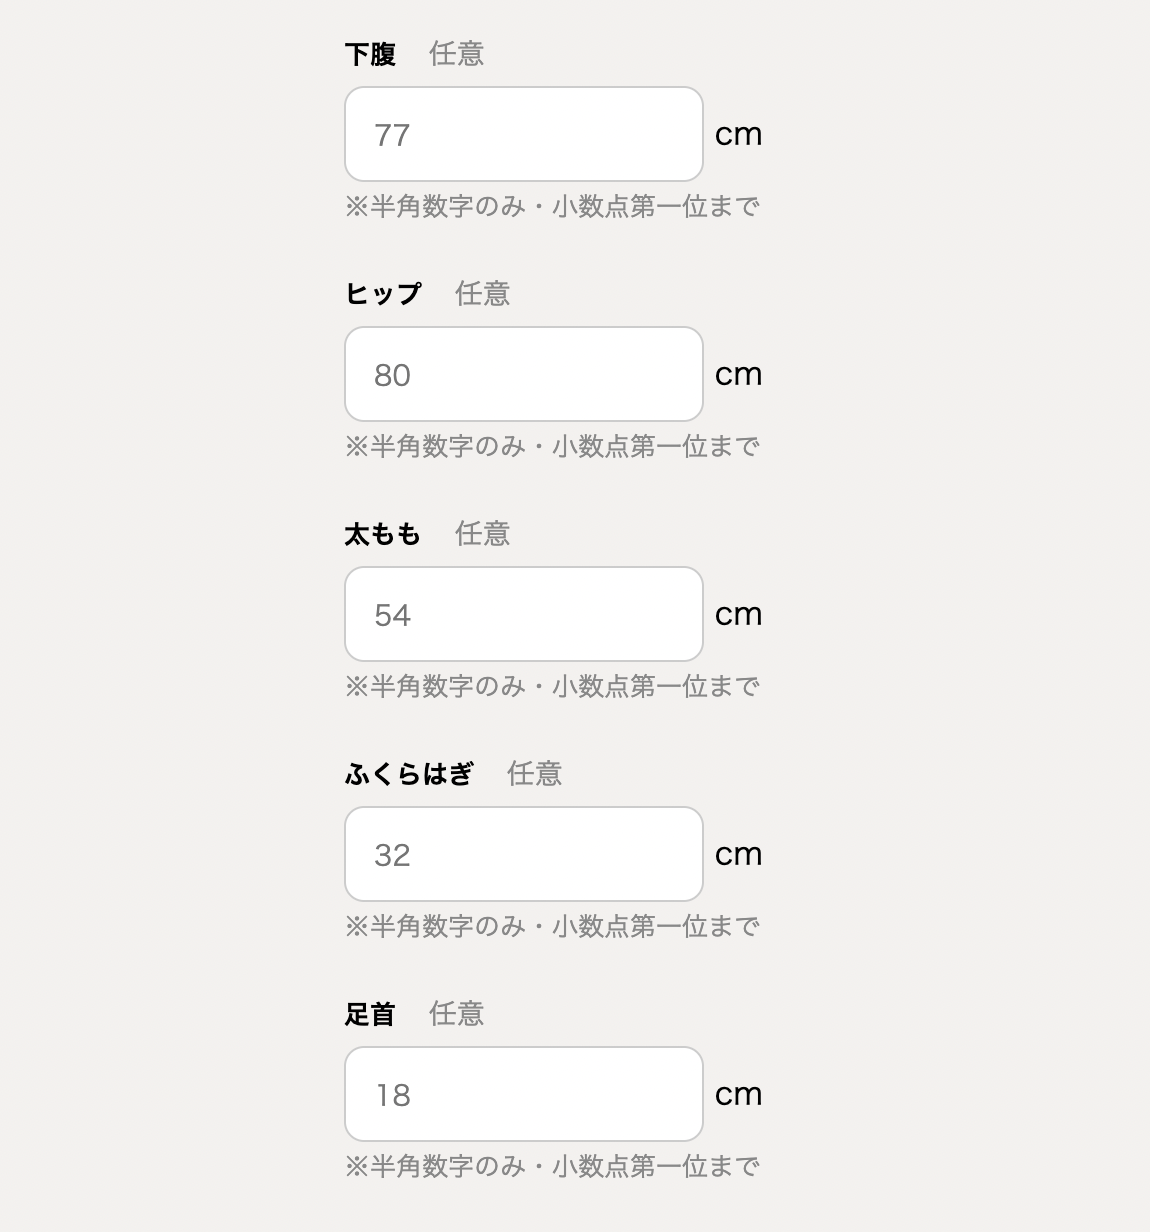 下腹 任意
77 cm
※半角数字のみ・小数点第一位まで
ヒップ 任意
80 cm
※半角数字のみ・小数点第一位まで
太もも 任意
54 cm
※半角数字のみ・小数点第一位まで
ふくらはぎ 任意
32 cm
※半角数字のみ・小数点第一位まで
足首 任意
18 cm
※半角数字のみ・小数点第一位まで